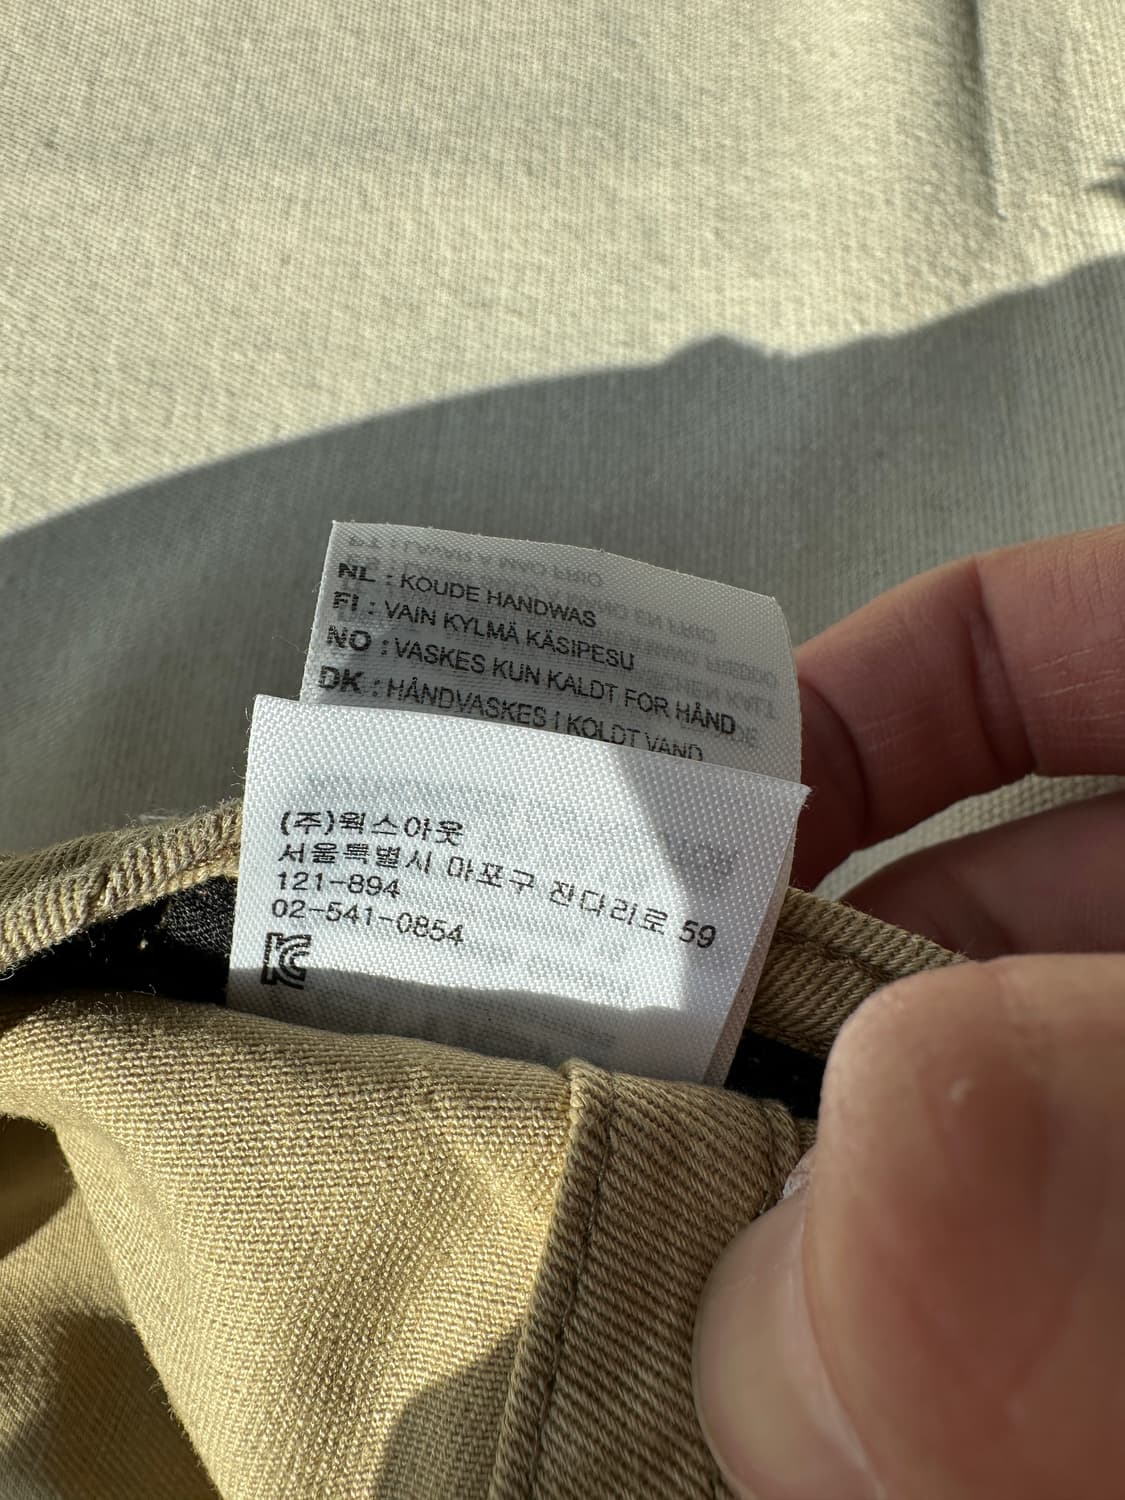 NL : KOUDE HANDWAS
FI : VAIN KYLMÄ KÄSIPESU
NO : VASKES KUN KALDT FOR HÅND
DK : HÅNDVASKES I KOLDT VAND
(주)웍스아웃
서울특별시 마포구 잔다리로 59
121-894
02-541-0854